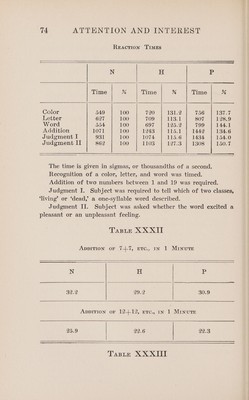 74 ATTENTION AND INTEREST
Reaction Times
N H P
Time % Time % Time %
Color 549 100 720 131.2 756 137.7
Letter 627 100 709 113.1 807 128.9
Word 554 100 697 125.2 799 144.1
Addition 1071 100 1243 115.1 1442 134.6
Judgment I 931 100 1074 115.6 1434 154.0
Judgment II 862 100 1103 127.3 1308 150.7
The time is given in sigmas, or thousandths of a second.
Recognition of a color, letter, and word was timed.
Addition of two numbers between 1 and 19 was required.
Judgment I. Subject was required to tell which of two classes,
'living' or 'dead,' a one-syllable word described.
Judgment II. Subject was asked whether the word excited a
pleasant or an unpleasant feeling.
Table XXXII
Addition of 7+7, etc., in 1 Minute
N H P
32.2 29.2 30.9
Addition of 12+12, etc., in 1 Minute
25.9 22.6 22.3
Table XXXIII